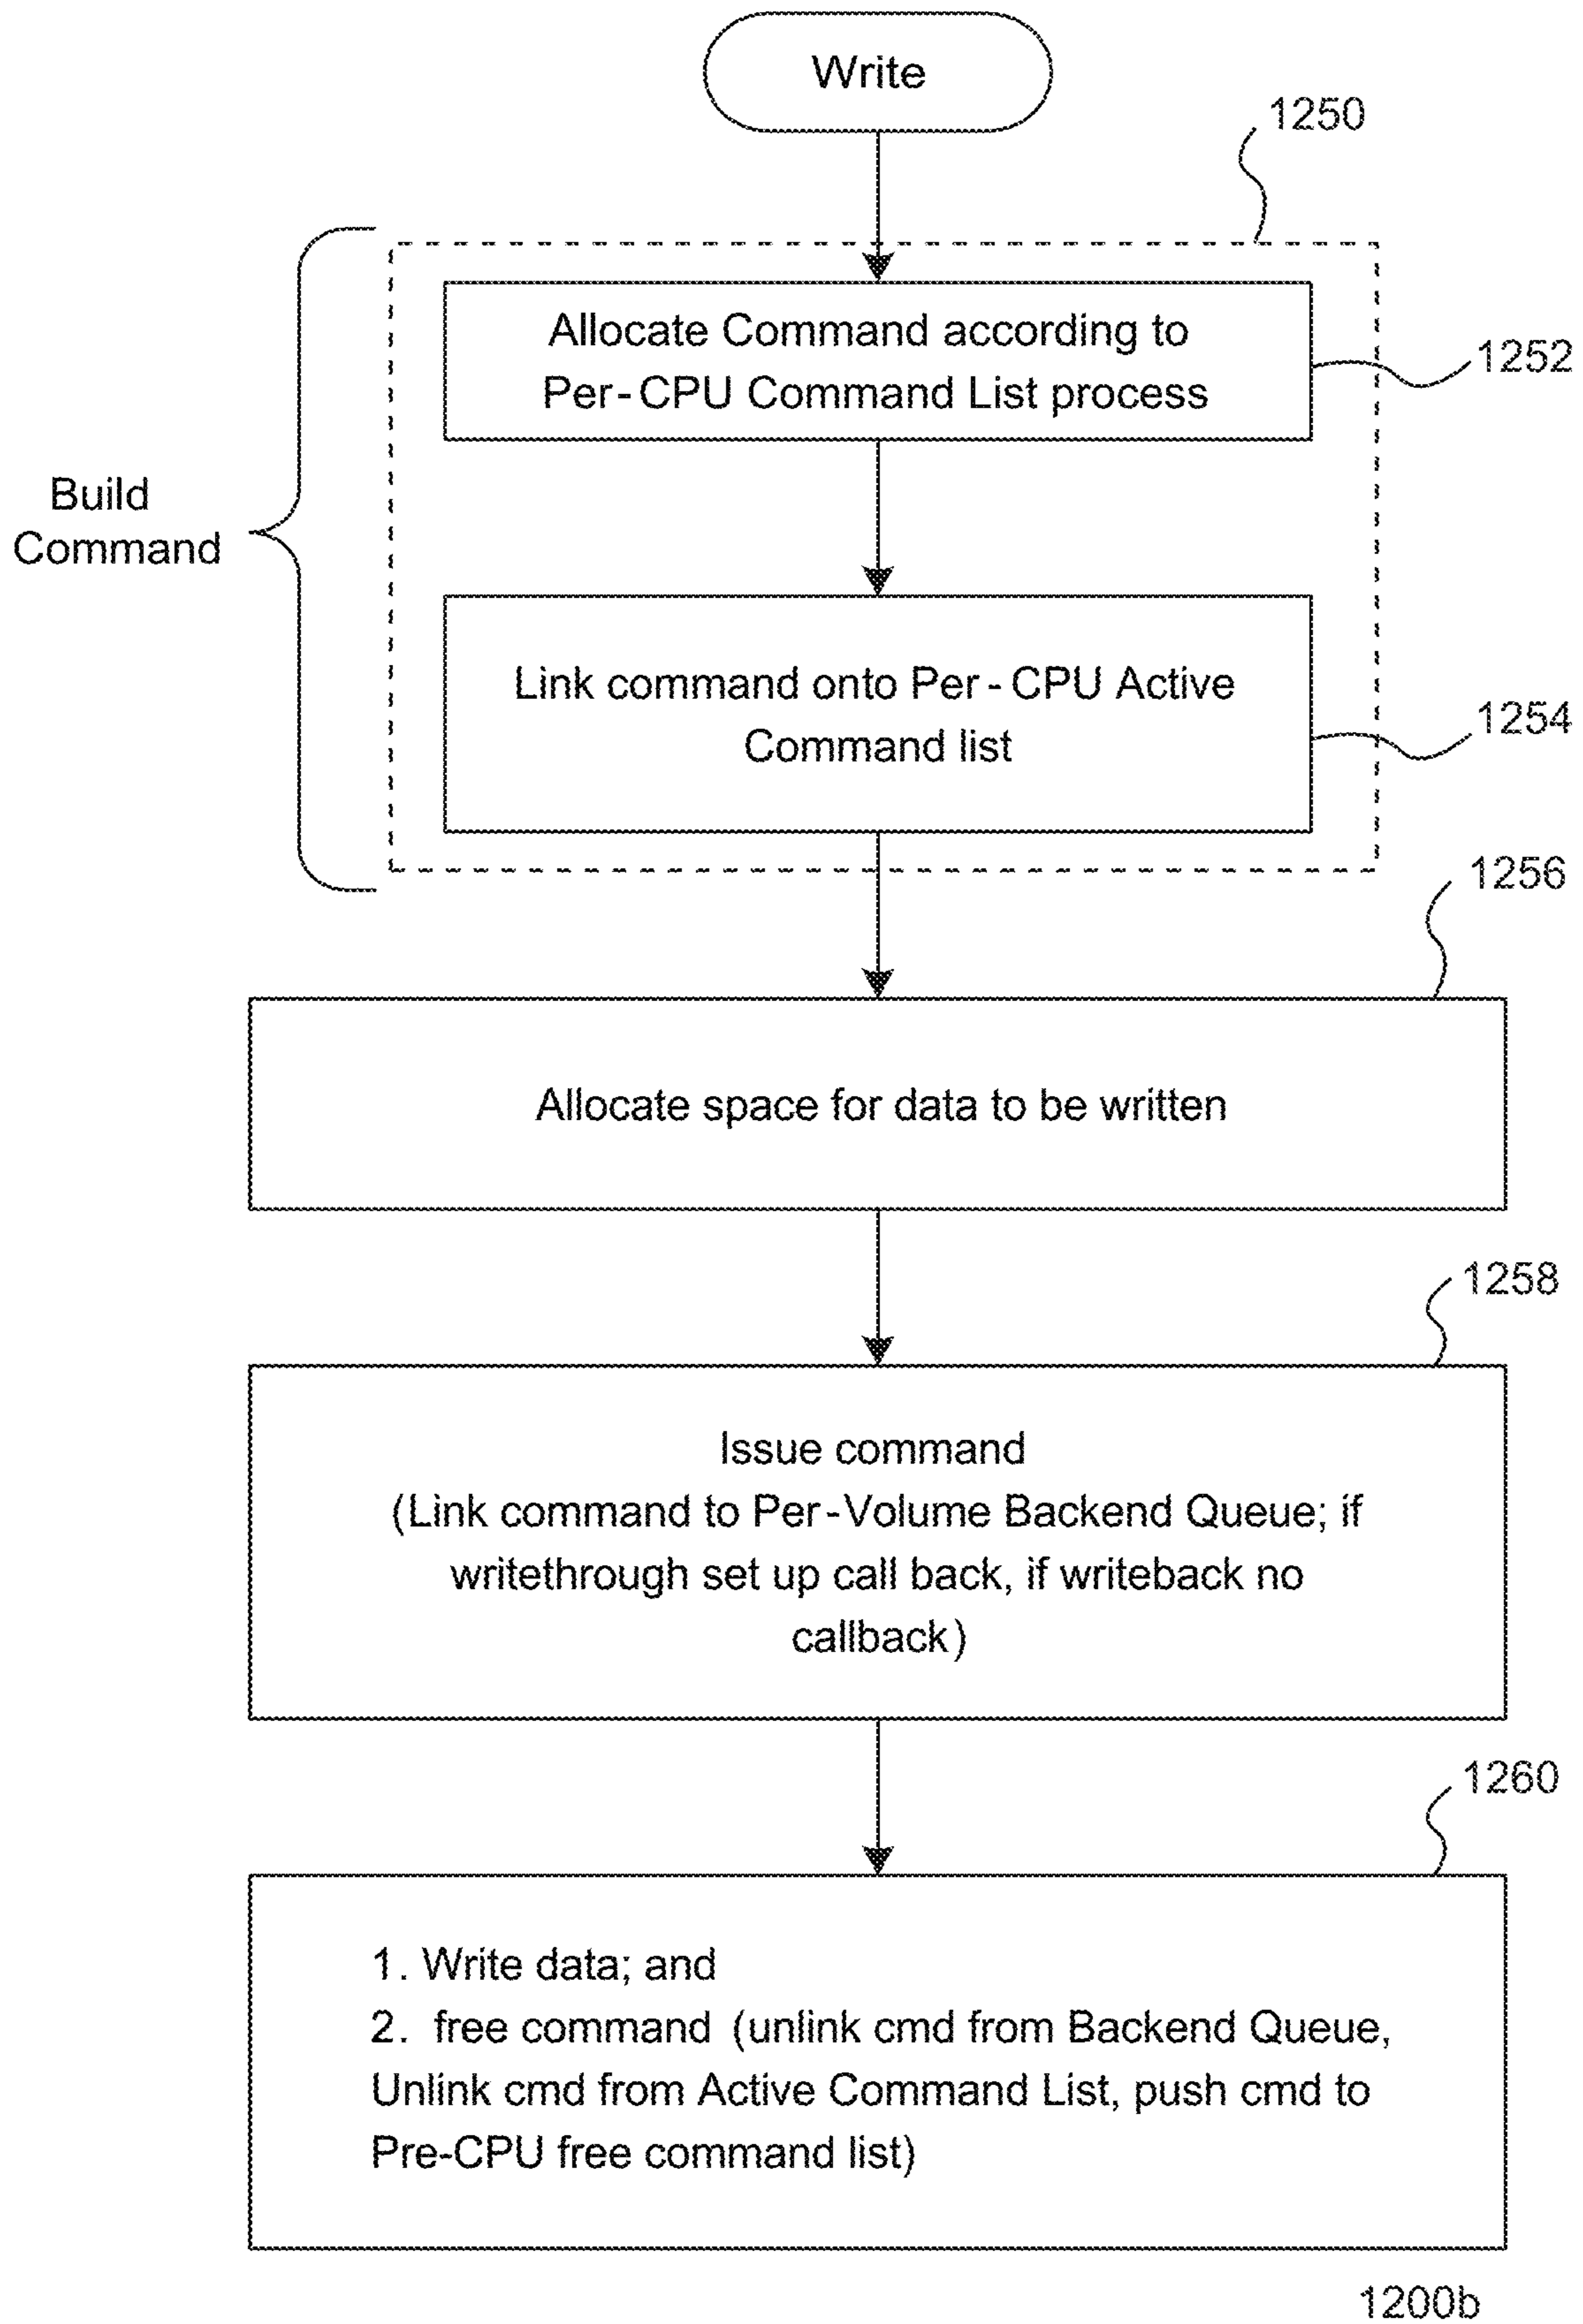 Write
1250
Allocate Command according to
Per-CPU Command List process
1252
Build
Command
Link command onto Per-CPU Active
Command list
1254
1256
Allocate space for data to be written
1258
Issue command
(Link command to Per-Volume Backend Queue; if
writethrough set up call back, if writeback no
callback)
1260
1. Write data; and
2. free command (unlink cmd from Backend Queue,
Unlink cmd from Active Command List, push cmd to
Pre-CPU free command list)
1200b